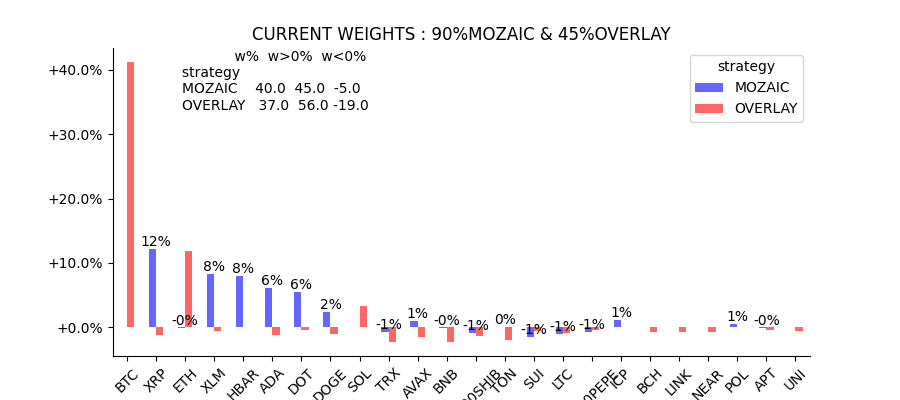 CURRENT WEIGHTS : 90%MOZAIC & 45%OVERLAY
w% w>0% w<0%
strategy
MOZAIC 40.0 45.0 -5.0
OVERLAY 37.0 56.0 -19.0
strategy
MOZAIC
OVERLAY
+40.0%
+30.0%
+20.0%
+10.0%
+0.0%
12%
-0%
8%
8%
6%
6%
2%
-1%
1%
-0%
-1%
0%
-1%
-1%
-1%
1%
1%
-0%
BTC
XRP
ETH
XLM
HBAR
ADA
DOT
DOGE
SOL
TRX
AVAX
BNB
TON
SUI
LTC
ICP
BCH
LINK
NEAR
POL
APT
UNI